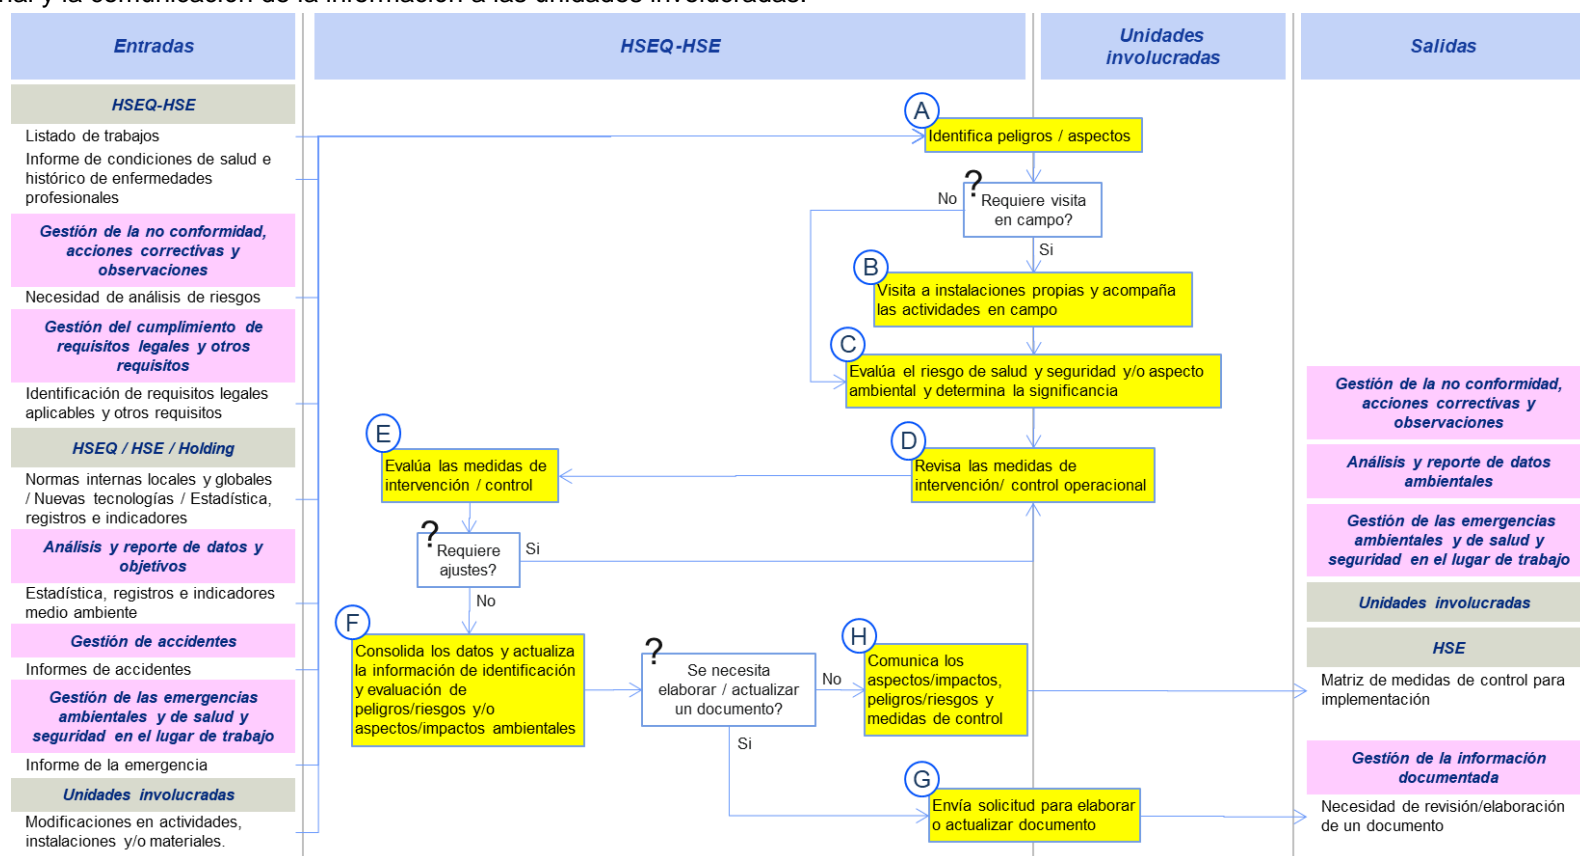 nal y la comunicación de la información a las unidades involucradas.
Entradas
HSEQ-HSE
Unidades
involucradas
Salidas
HSEQ-HSE
Listado de trabajos
Informe de condiciones de salud e
histórico de enfermedades
profesionales
Gestión de la no conformidad,
acciones correctivas y
observaciones
Necesidad de análisis de riesgos
Gestión del cumplimiento de
requisitos legales y otros
requisitos
Identificación de requisitos legales
aplicables y otros requisitos
HSEQ / HSE / Holding
Normas internas locales y globales
/ Nuevas tecnologías / Estadística,
registros e indicadores
Análisis y reporte de datos y
objetivos
Estadística, registros e indicadores
medio ambiente
Gestión de accidentes
Informes de accidentes
Gestión de las emergencias
ambientales y de salud y
seguridad en el lugar de trabajo
Informe de la emergencia
Unidades involucradas
Modificaciones en actividades,
instalaciones y/o materiales.
A
Identifica peligros / aspectos
?
Requiere visita
en campo?
No
Si
B
Visita a instalaciones propias y acompaña
las actividades en campo
C
Evalúa el riesgo de salud y seguridad y/o aspecto
ambiental y determina la significancia
D
Revisa las medidas de
intervención/ control operacional
E
Evalúa las medidas de
intervención / control
?
Requiere
ajustes?
Si
No
F
Consolida los datos y actualiza
la información de identificación
y evaluación de
peligros/riesgos y/o
aspectos/impactos ambientales
?
Se necesita
elaborar / actualizar
un documento?
No
Si
H
Comunica los
aspectos/impactos,
peligros/riesgos y
medidas de control
G
Envía solicitud para elaborar
o actualizar documento
Gestión de la no conformidad,
acciones correctivas y
observaciones
Análisis y reporte de datos
ambientales
Gestión de las emergencias
ambientales y de salud y
seguridad en el lugar de trabajo
Unidades involucradas
HSE
Matriz de medidas de control para
implementación
Gestión de la información
documentada
Necesidad de revisión/elaboración
de un documento